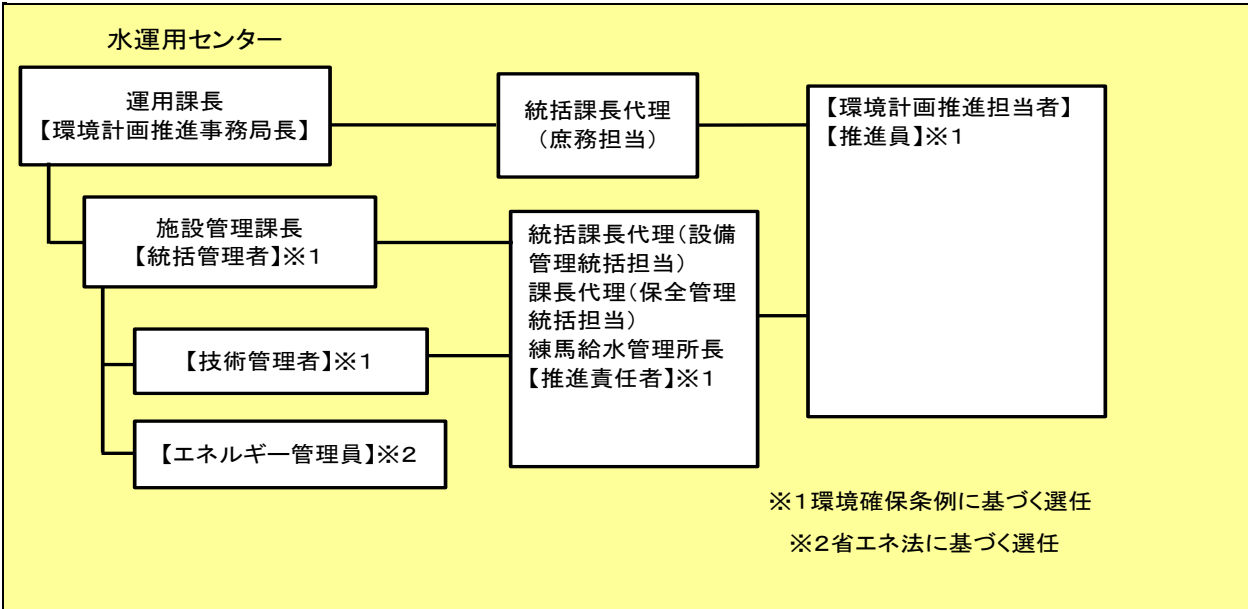 水運用センター
運用課長
【環境計画推進事務局長】
統括課長代理
(庶務担当)
【環境計画推進担当者】
【推進員】※1
施設管理課長
【統括管理者】※1
統括課長代理(設備
管理統括担当)
課長代理(保全管理
統括担当)
練馬給水管理所長
【推進責任者】※1
【技術管理者】※1
【エネルギー管理員】※2
※1環境確保条例に基づく選任
※2省エネ法に基づく選任